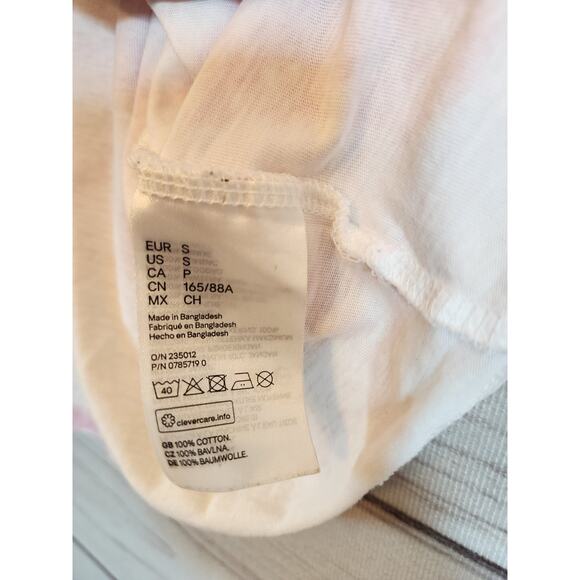 EUR S
US S
CA P
CN 165/88A
MX CH
Made in Bangladesh
Fabriqué en Bangladesh
Hecho en Bangladesh
O/N 235012
P/N 0785719 0
40
clevercare.info
GB 100% COTTON.
CZ 100% BAVLNA.
DE 100% BAUMWOLLE.